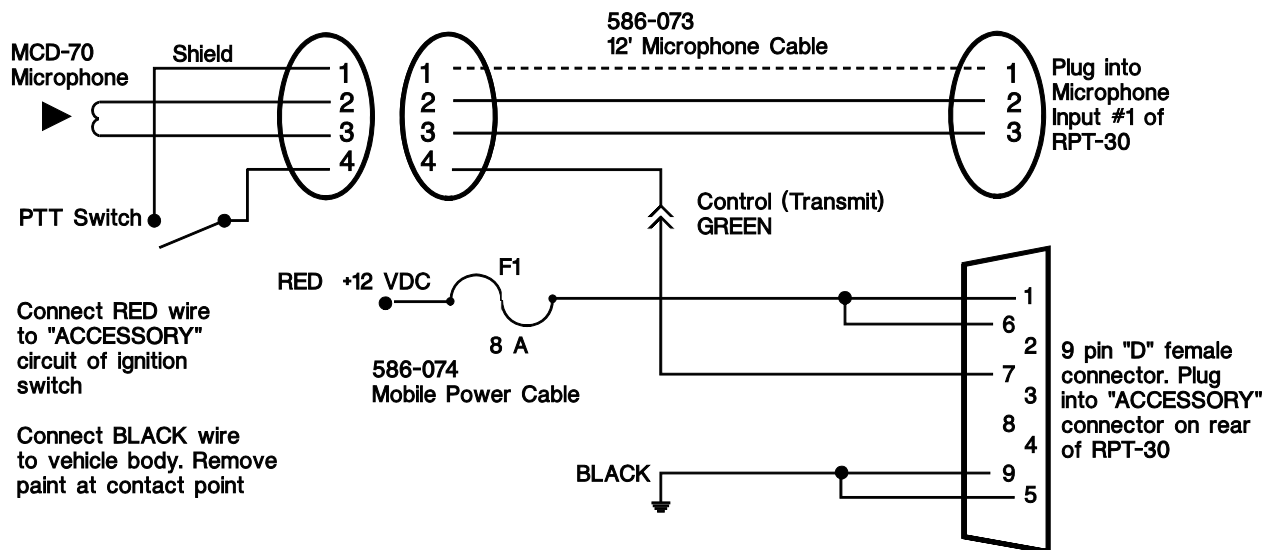 586-073
12' Microphone Cable
MCD-70
Microphone
Shield
1
2
3
4
1
2
3
4
1
2
3
Plug into
Microphone
Input #1 of
RPT-30
PTT Switch
Control (Transmit)
GREEN
RED +12 VDC
F1
8 A
586-074
Mobile Power Cable
Connect RED wire
to "ACCESSORY"
circuit of ignition
switch
Connect BLACK wire
to vehicle body. Remove
paint at contact point
BLACK
1
6
2
7
3
8
4
9
5
9 pin "D" female
connector. Plug
into "ACCESSORY"
connector on rear
of RPT-30